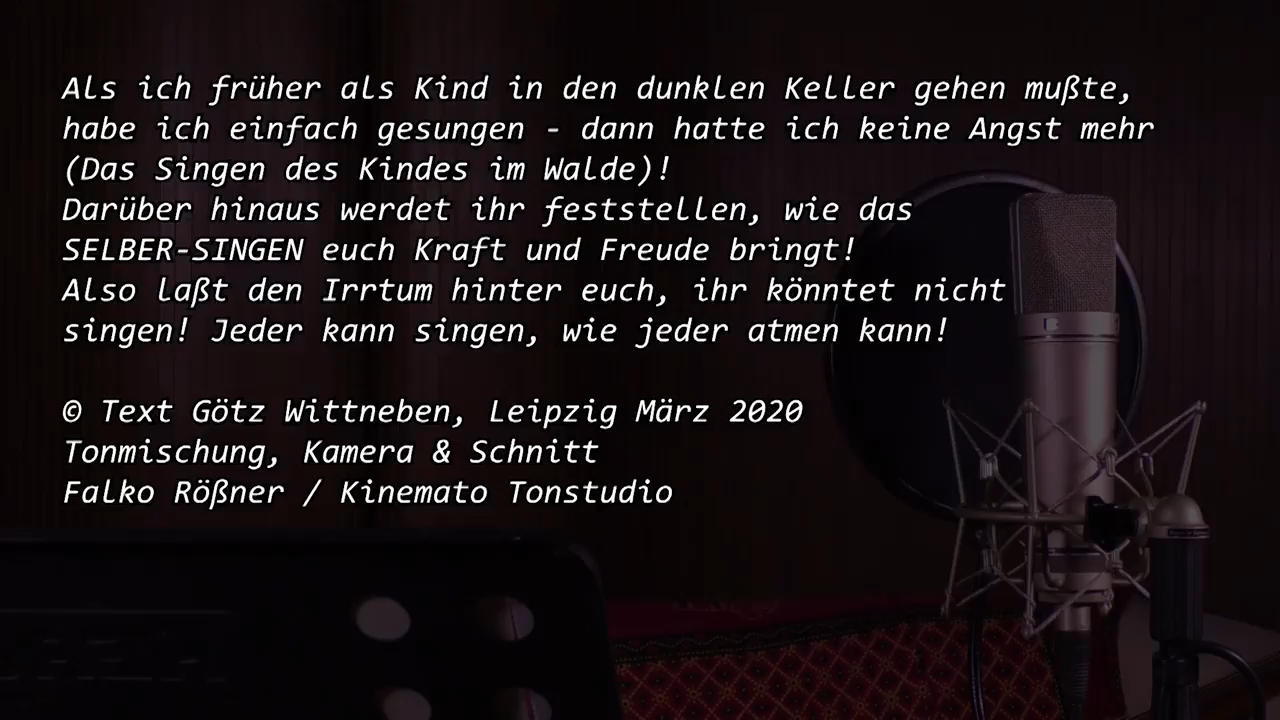 Als ich früher als Kind in den dunklen Keller gehen mußte,
habe ich einfach gesungen - dann hatte ich keine Angst mehr
(Das Singen des Kindes im Walde)!
Darüber hinaus werdet ihr feststellen, wie das
SELBER-SINGEN euch Kraft und Freude bringt!
Also laßt den Irrtum hinter euch, ihr könntet nicht
singen! Jeder kann singen, wie jeder atmen kann!
© Text Götz Wittneben, Leipzig März 2020
Tonmischung, Kamera & Schnitt
Falko Rößner / Kinemato Tonstudio